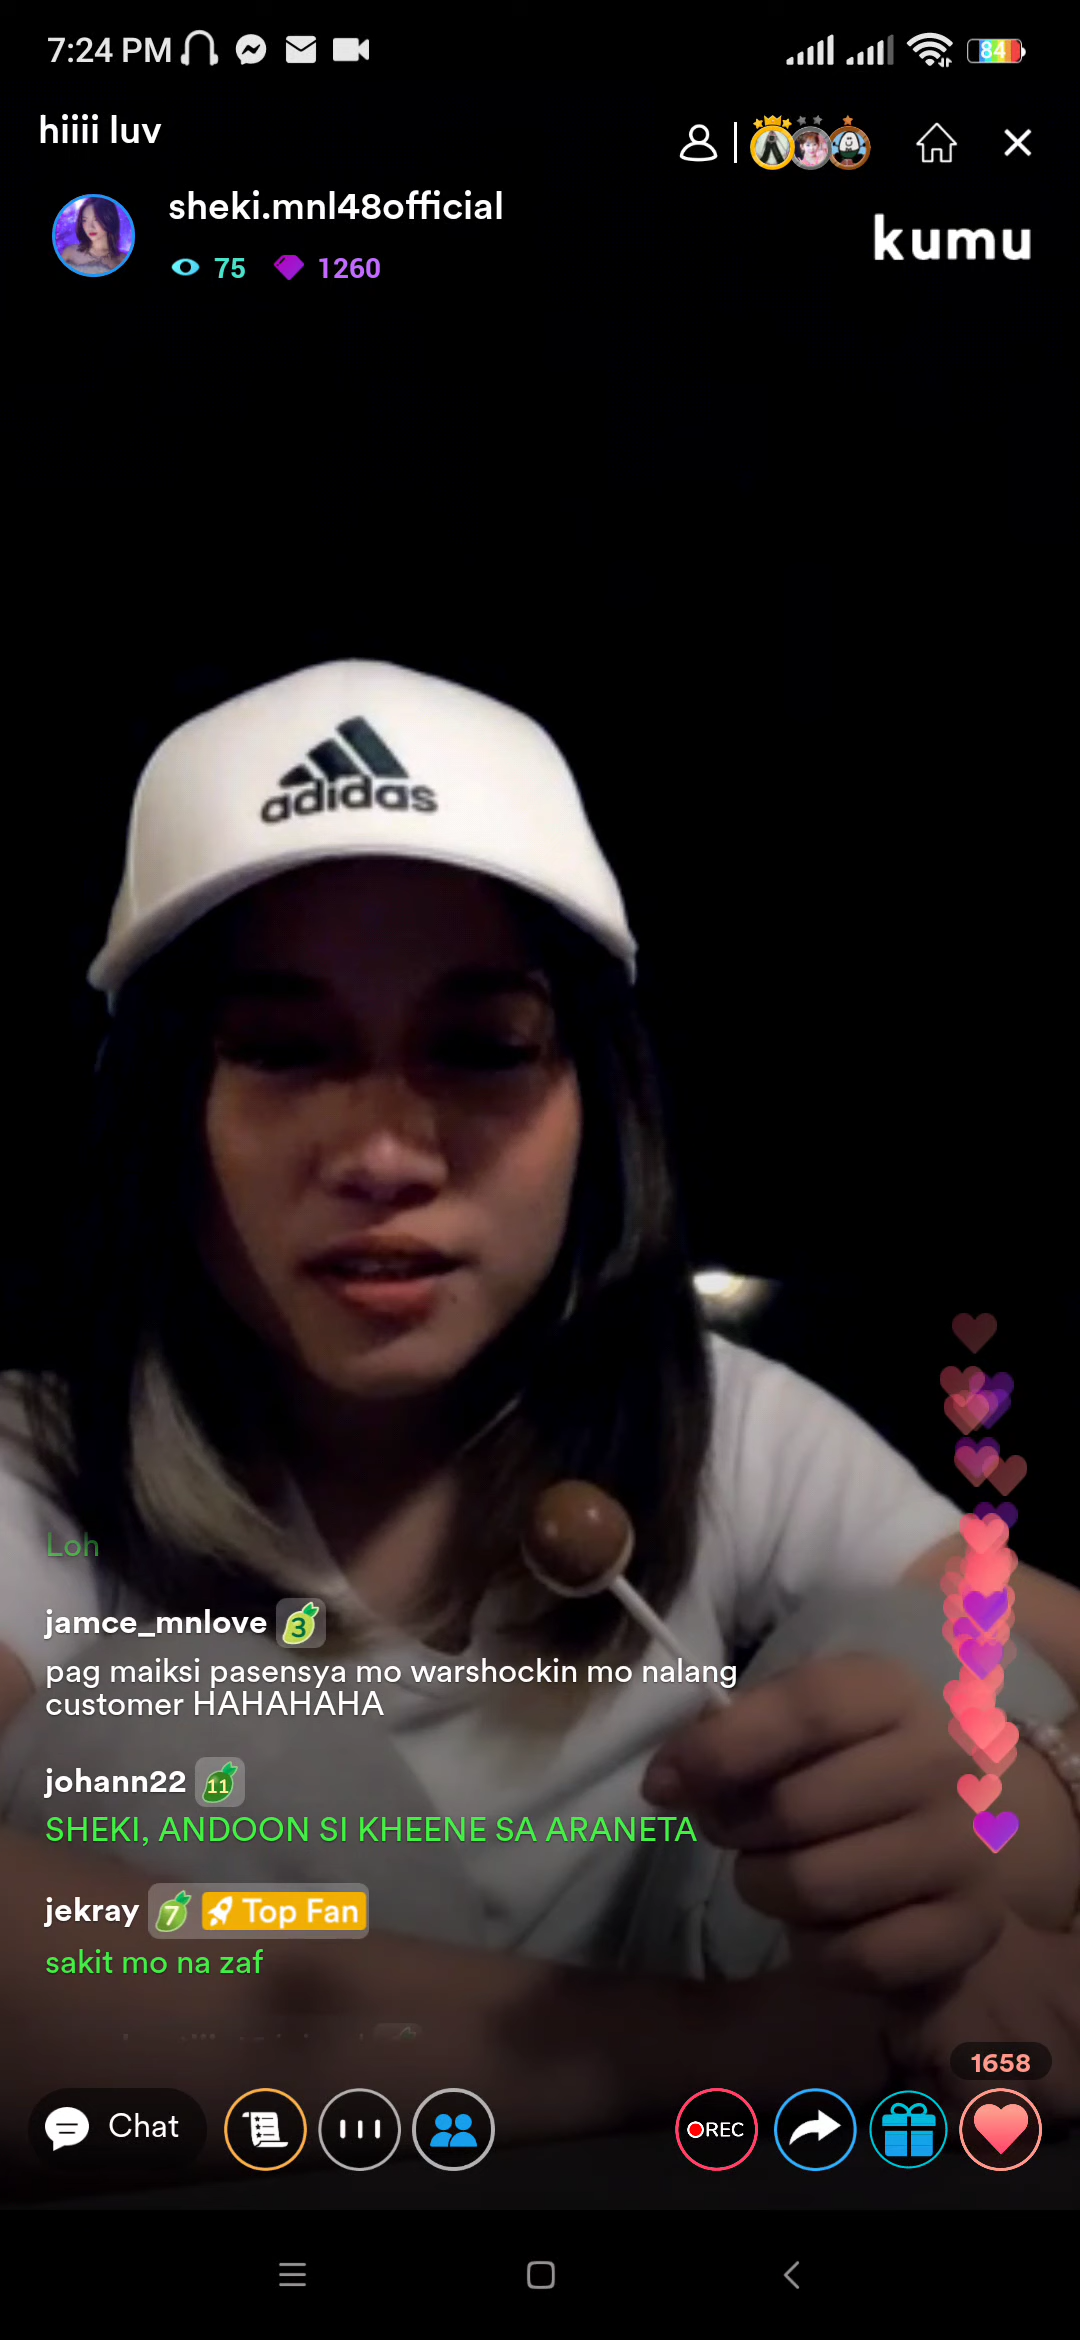 7:24 PM
84
hiiii luv
sheki.mnl48official
75 1260
kumu
adidas
Loh
jamce_mnlove 3
pag maiksi pasensya mo warshockin mo nalang
customer HAHAHAHA
johann22 11
SHEKI, ANDOON SI KHEENE SA ARANETA
jekray 7 Top Fan
sakit mo na zaf
1658
Chat
REC